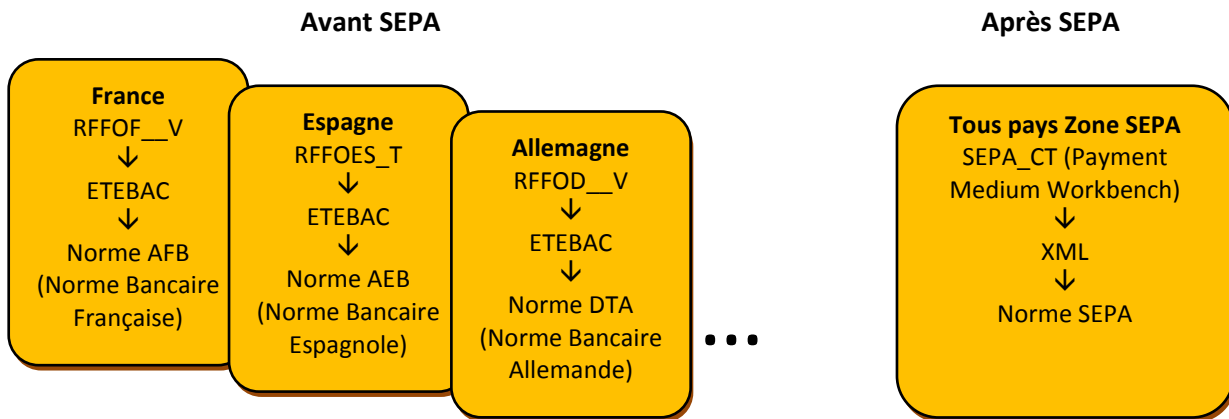 Avant SEPA
Après SEPA
France
RFFOF__V
↓
ETEBAC
↓
Norme AFB
(Norme Bancaire
Française)
Espagne
RFFOES_T
↓
ETEBAC
↓
Norme AEB
(Norme Bancaire
Espagnole)
Allemagne
RFFOD__V
↓
ETEBAC
↓
Norme DTA
(Norme Bancaire
Allemande)
...
Tous pays Zone SEPA
SEPA_CT (Payment
Medium Workbench)
↓
XML
↓
Norme SEPA